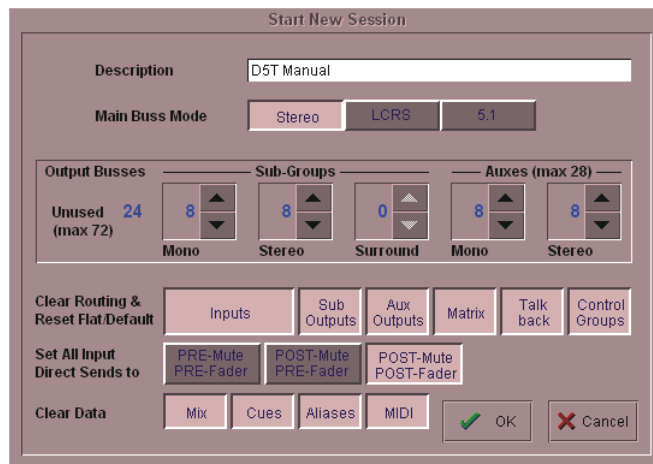 Start New Session
Description D5T Manual
Main Buss Mode Stereo LCRS 5.1
Output Busses Sub-Groups Auxes (max 28)
Unused 24 8 8 0 8 8
(max 72)
Mono Stereo Surround Mono Stereo
Clear Routing & Inputs Sub Aux Matrix Talk Control
Reset Flat/Default Outputs Outputs back Groups
Set All Input PRE-Mute POST-Mute POST-Mute
Direct Sends to PRE-Fader PRE-Fader POST-Fader
Clear Data Mix Cues Aliases MIDI OK Cancel